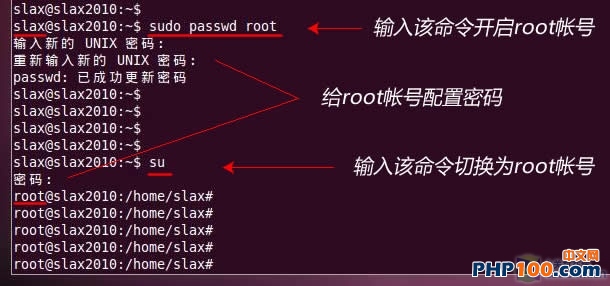 slax@slax2010:~$
slax@slax2010:~$ sudo passwd root
输入该命令开启root帐号
输入新的 UNIX 密码:
重新输入新的 UNIX 密码:
passwd: 已成功更新密码
slax@slax2010:~$
给root帐号配置密码
slax@slax2010:~$
slax@slax2010:~$
slax@slax2010:~$
slax@slax2010:~$ su
输入该命令切换为root帐号
密码:
root@slax2010:/home/slax#
root@slax2010:/home/slax#
root@slax2010:/home/slax#
root@slax2010:/home/slax#
root@slax2010:/home/slax#
中文网
PHP100.com